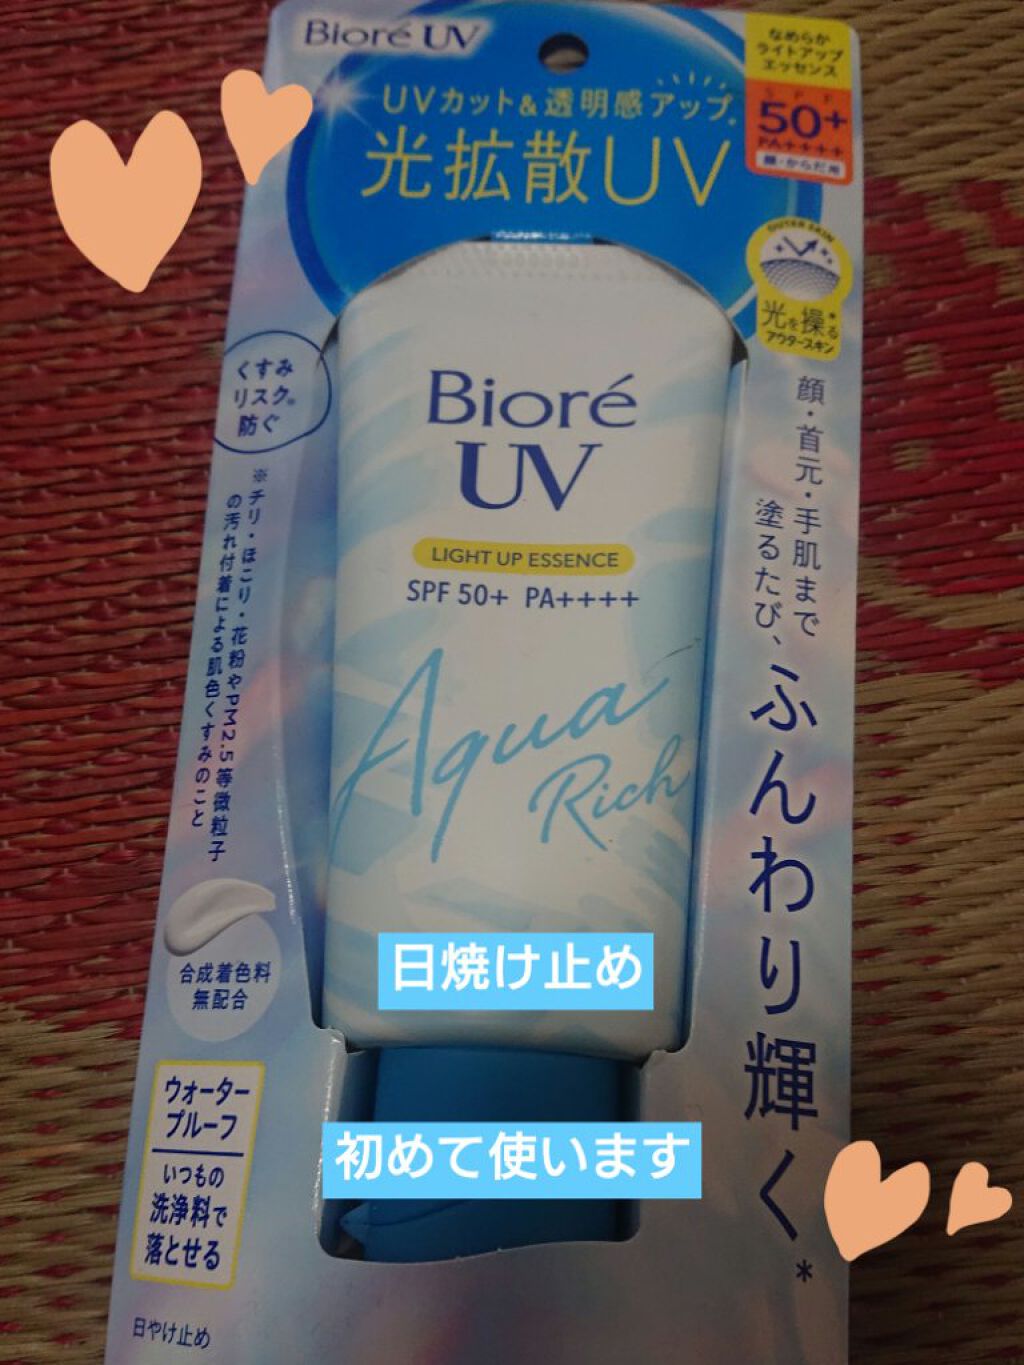 Bioré UV
なめらか
ライトアップ
エッセンス
SPF
50+
PA++++
顔・からだ用
UVカット&透明感アップ*
光拡散UV
OUTER SKIN
光を操る*
アウタースキン
くすみ
リスク※
防ぐ
※チリ・ほこり・花粉やPM2.5等微粒子
の汚れ付着による肌色くすみのこと
Bioré
UV
LIGHT UP ESSENCE
SPF 50+ PA++++
Aqua
Rich
顔・首元・手肌まで
塗るたび、ふんわり輝く*
合成着色料
無配合
日焼け止め
ウォーター
プルーフ
いつもの
洗浄料で
落とせる
初めて使います
日やけ止め